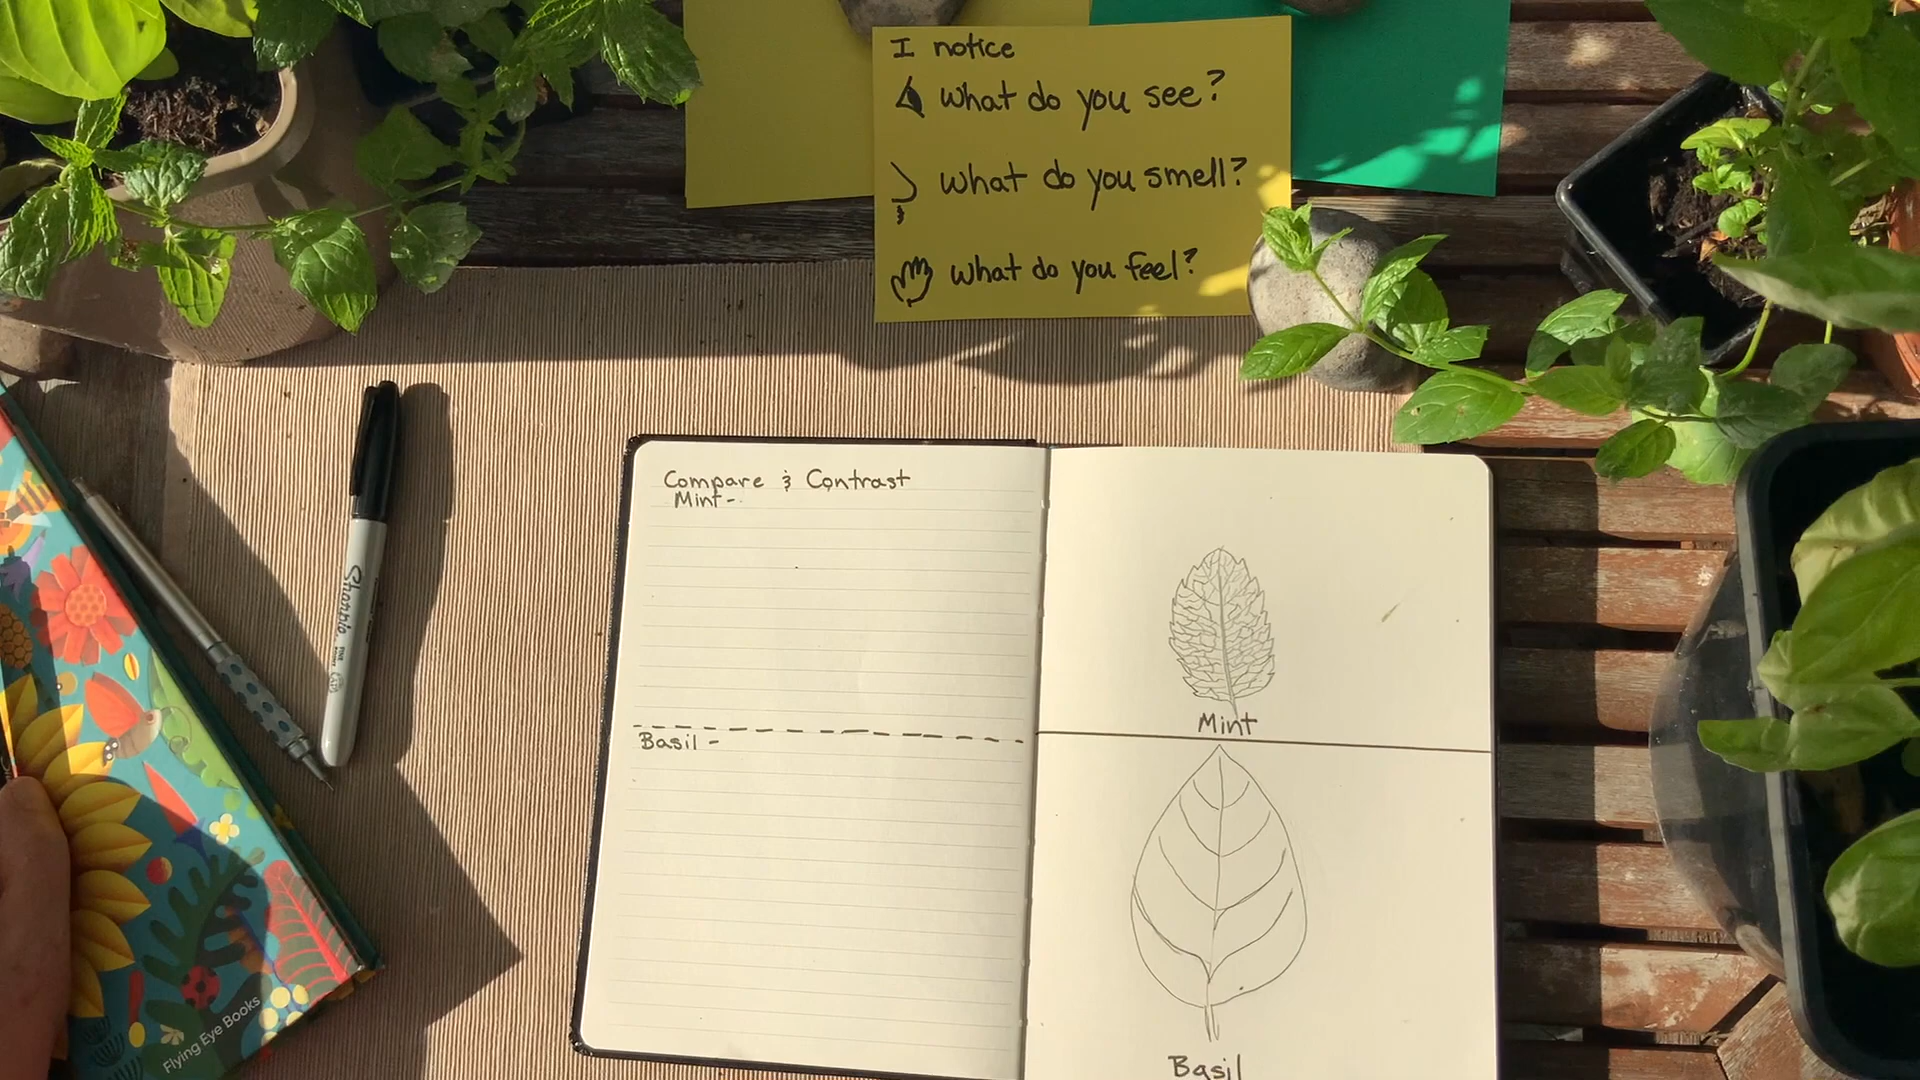 I notice
What do you see?
What do you smell?
What do you feel?
Compare & Contrast
Mint -
Basil -
Mint
Basil
Sharpie
Flying Eye Books